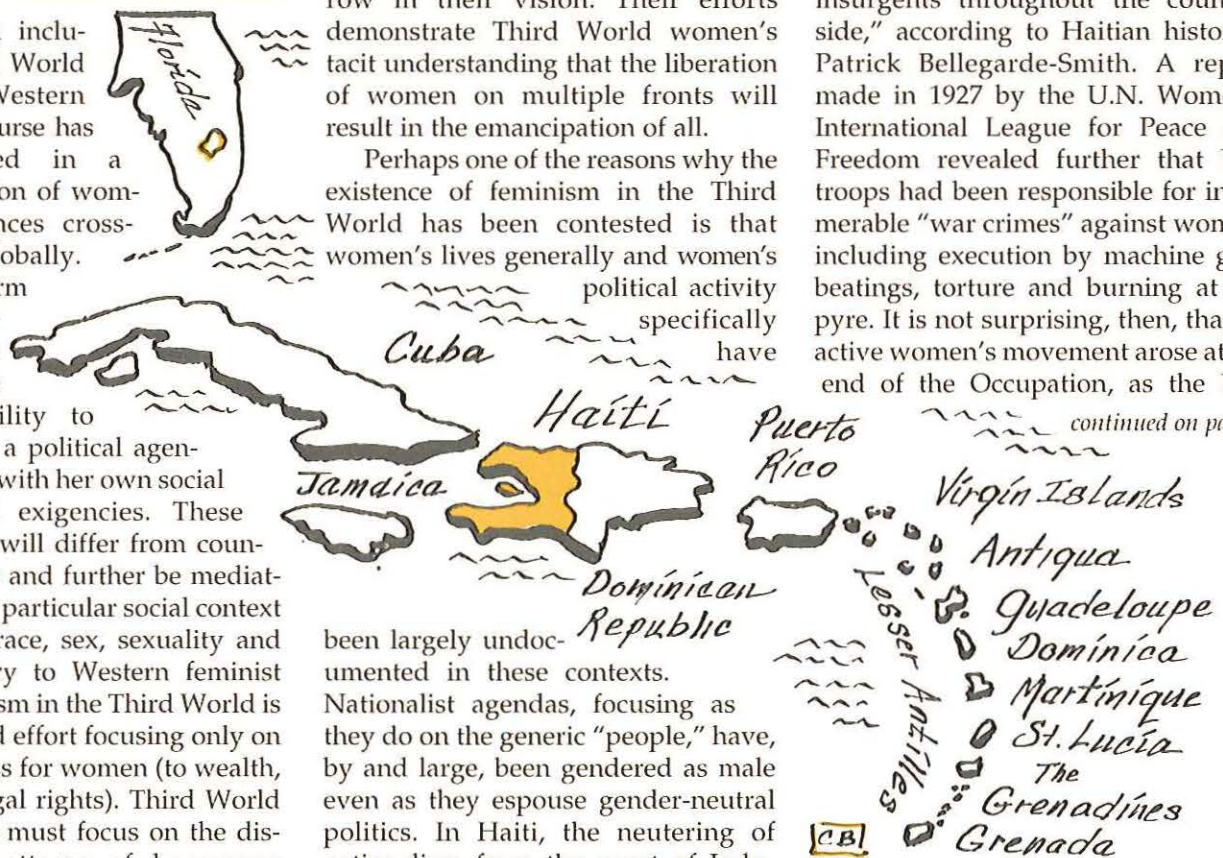 inclu-
World
Western
urse has
ed in a
on of wom-
nces cross-
obally.
rm
ility to
a political agen-
with her own social
exigencies. These
will differ from coun-
and further be mediat-
particular social context
race, sex, sexuality and
ry to Western feminist
sm in the Third World is
d effort focusing only on
s for women (to wealth,
gal rights). Third World
must focus on the dis-
row in their vision. Their efforts
demonstrate Third World women's
tacit understanding that the liberation
of women on multiple fronts will
result in the emancipation of all.
Perhaps one of the reasons why the
existence of feminism in the Third
World has been contested is that
women's lives generally and women's
political activity
specifically
have
been largely undoc-
umented in these contexts.
Nationalist agendas, focusing as
they do on the generic "people," have,
by and large, been gendered as male
even as they espouse gender-neutral
politics. In Haiti, the neutering of
insurgents throughout the coun
side," according to Haitian histo
Patrick Bellegarde-Smith. A rep
made in 1927 by the U.N. Wom
International League for Peace
Freedom revealed further that
troops had been responsible for in
merable "war crimes" against won
including execution by machine g
beatings, torture and burning at
pyre. It is not surprising, then, tha
active women's movement arose at
end of the Occupation, as the
continued on pa
Florida
Cuba
Haiti
Puerto
Rico
Jamaica
Virgin Islands
Dominican
Republic
Antigua
Guadeloupe
Dominica
Martinique
St. Lucia
The
Grenadines
Grenada
Lesser Antilles
CB